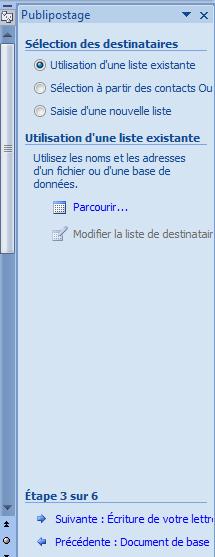 Publipostage
Sélection des destinataires
Utilisation d'une liste existante
Sélection à partir des contacts Ou
Saisie d'une nouvelle liste
Utilisation d'une liste existante
Utilisez les noms et les adresses
d'un fichier ou d'une base de
données.
Parcourir...
Modifier la liste de destinatair
Étape 3 sur 6
Suivante : Écriture de votre lettre
Précédente : Document de base